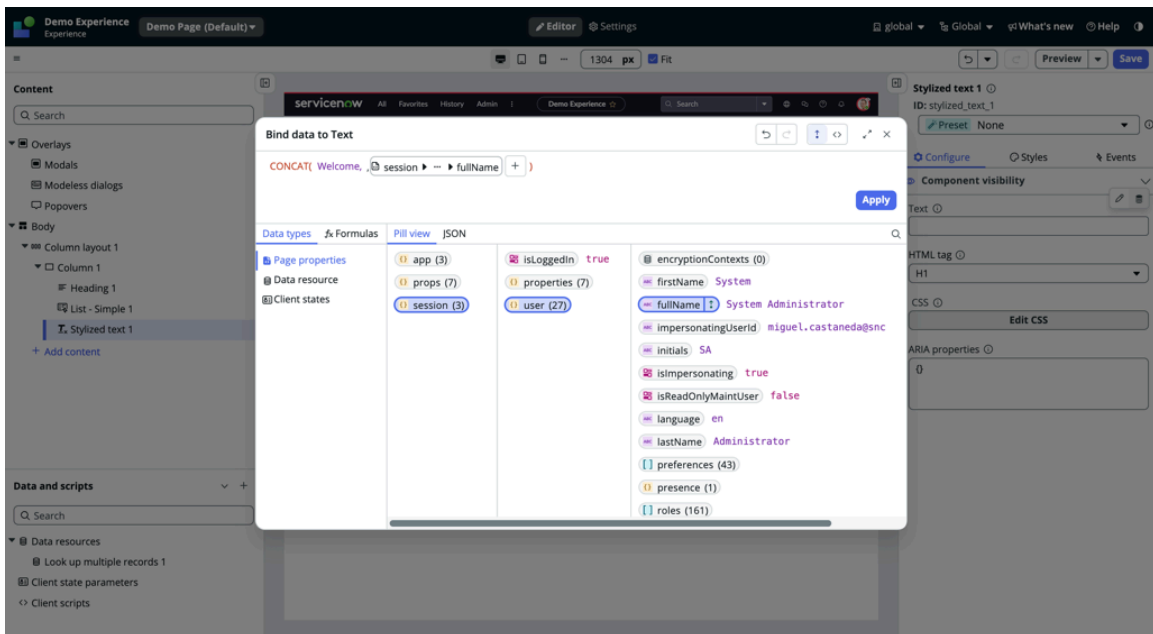 Demo Experience
Experience
Demo Page (Default)
Editor
Settings
global
Global
What's new
Help
1304 px
Fit
Preview
Save
Content
Search
Overlays
Modals
Modeless dialogs
Popovers
Body
Column layout 1
Column 1
Heading 1
List - Simple 1
Stylized text 1
+ Add content
Data and scripts
Search
Data resources
Look up multiple records 1
Client state parameters
Client scripts
servicenow All Favorites History Admin
Demo Experience
Search
Bind data to Text
CONCAT( Welcome, , session ▸ ··· ▸ fullName + )
Apply
Data types
Formulas
Pill view
JSON
Page properties
Data resource
Client states
app (3)
props (7)
session (3)
isLoggedIn true
properties (7)
user (27)
encryptionContexts (0)
firstName System
fullName System Administrator
impersonatingUserId miguel.castaneda@snc
initials SA
isImpersonating true
isReadOnlyMaintUser false
language en
lastName Administrator
preferences (43)
presence (1)
roles (161)
Stylized text 1
ID: stylized_text_1
Preset None
Configure
Styles
Events
Component visibility
Text
HTML tag
H1
CSS
Edit CSS
ARIA properties
{}